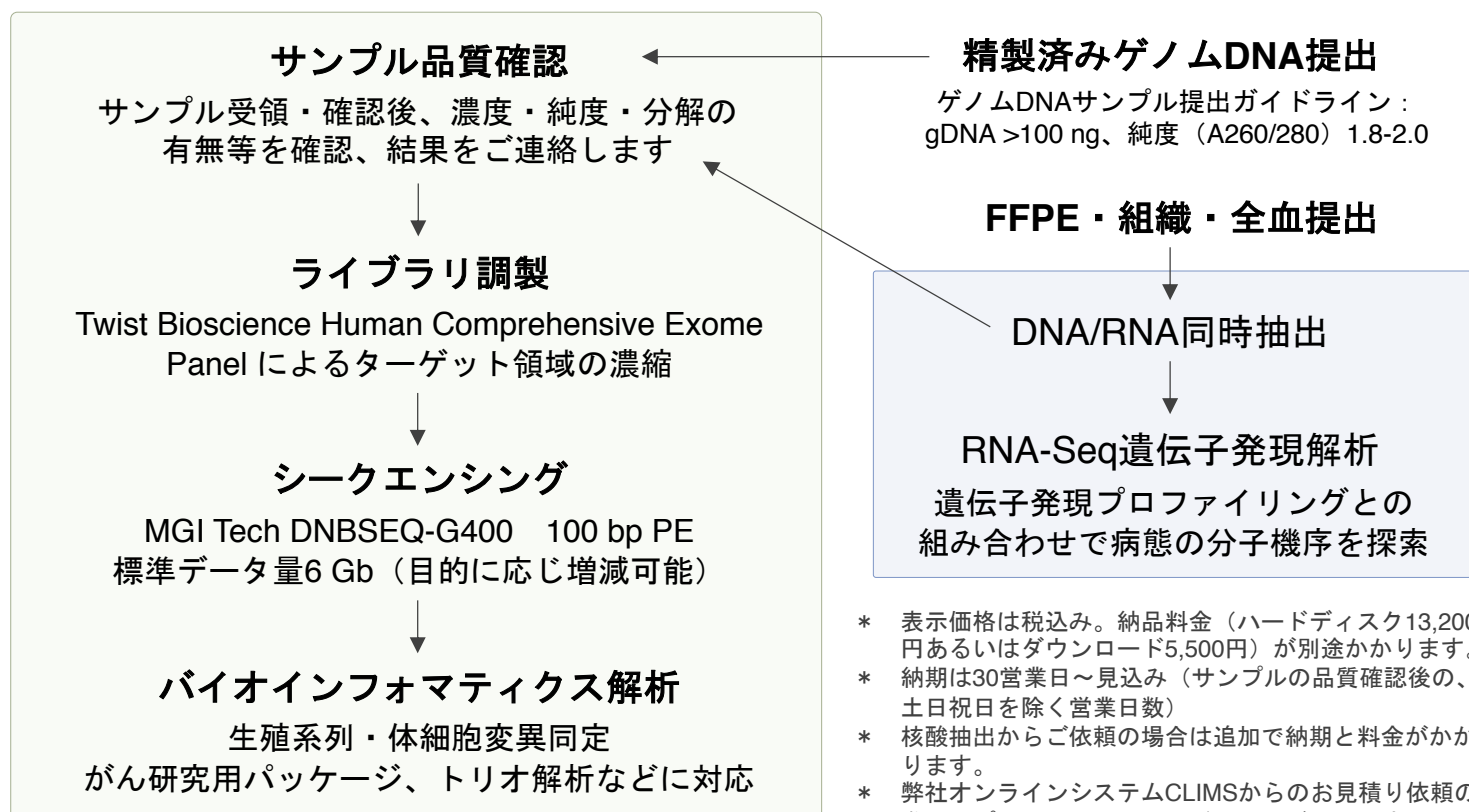 サンプル品質確認
サンプル受領・確認後、濃度・純度・分解の
有無等を確認、結果をご連絡します
ライブラリ調製
Twist Bioscience Human Comprehensive Exome
Panel によるターゲット領域の濃縮
シークエンシング
MGI Tech DNBSEQ-G400　100 bp PE
標準データ量6 Gb（目的に応じ増減可能）
バイオインフォマティクス解析
生殖系列・体細胞変異同定
がん研究用パッケージ、トリオ解析などに対応
精製済みゲノムDNA提出
ゲノムDNAサンプル提出ガイドライン：
gDNA >100 ng、純度（A260/280）1.8-2.0
FFPE・組織・全血提出
DNA/RNA同時抽出
RNA-Seq遺伝子発現解析
遺伝子発現プロファイリングとの
組み合わせで病態の分子機序を探索
* 表示価格は税込み。納品料金（ハードディスク13,200
円あるいはダウンロード5,500円）が別途かかります。
* 納期は30営業日～見込み（サンプルの品質確認後の、
土日祝日を除く営業日数）
* 核酸抽出からご依頼の場合は追加で納期と料金がかか
ります。
* 弊社オンラインシステムCLIMSからのお見積り依頼の